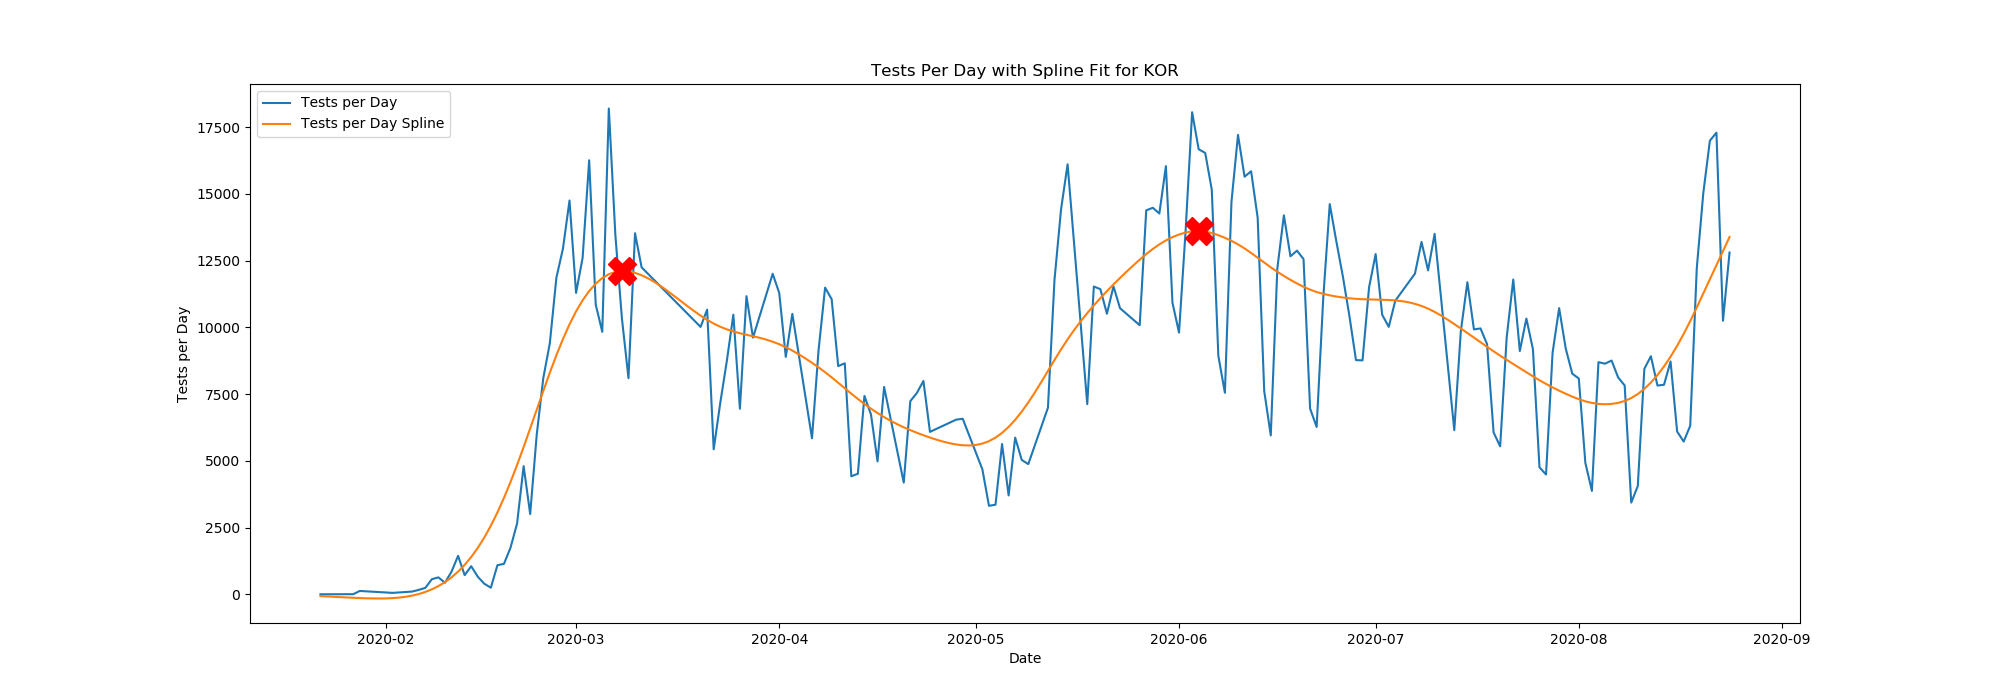 Tests Per Day with Spline Fit for KOR
Tests per Day
Tests per Day Spline
17500
15000
12500
10000
7500
5000
2500
0
Tests per Day
2020-02 2020-03 2020-04 2020-05 2020-06 2020-07 2020-08 2020-09
Date